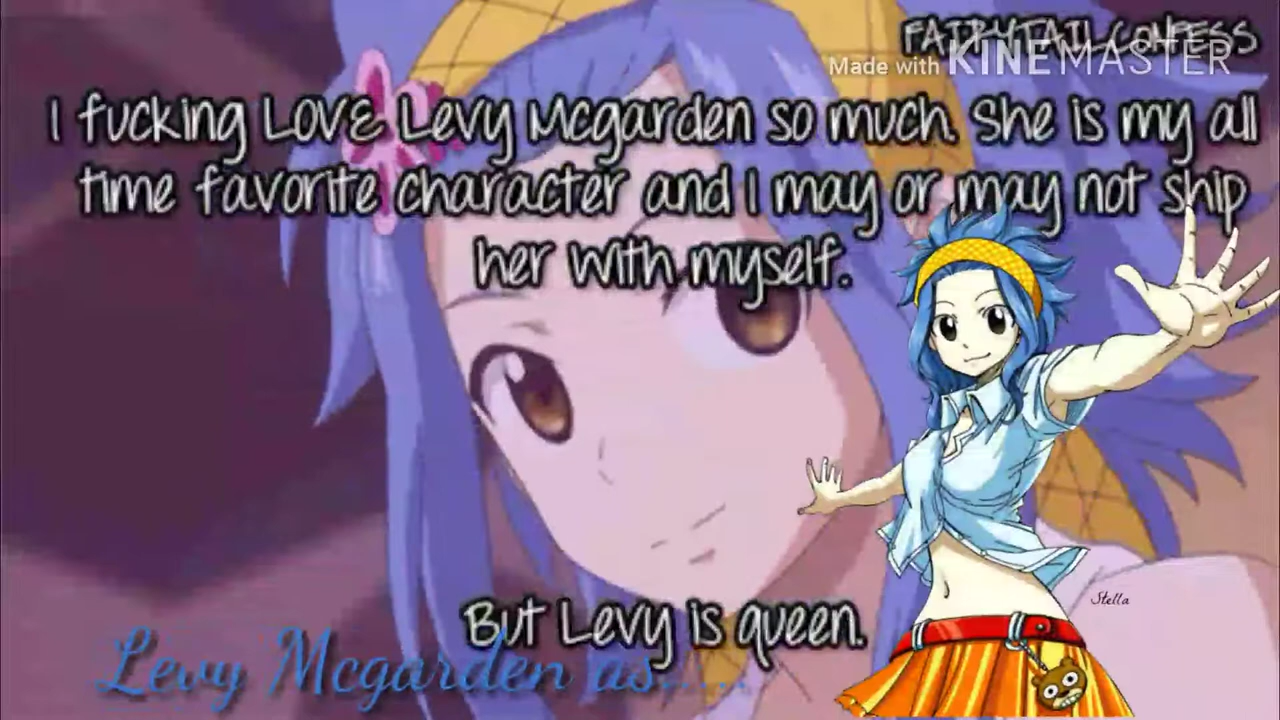 FAIRYTAIL CONFESS
Made with KINEMASTER
I fucking LOVE Levy Mcgarden so much. She is my all
time favorite character and I may or may not ship
her with myself.
Stella
But Levy is queen.
Levy Mcgarden as.....